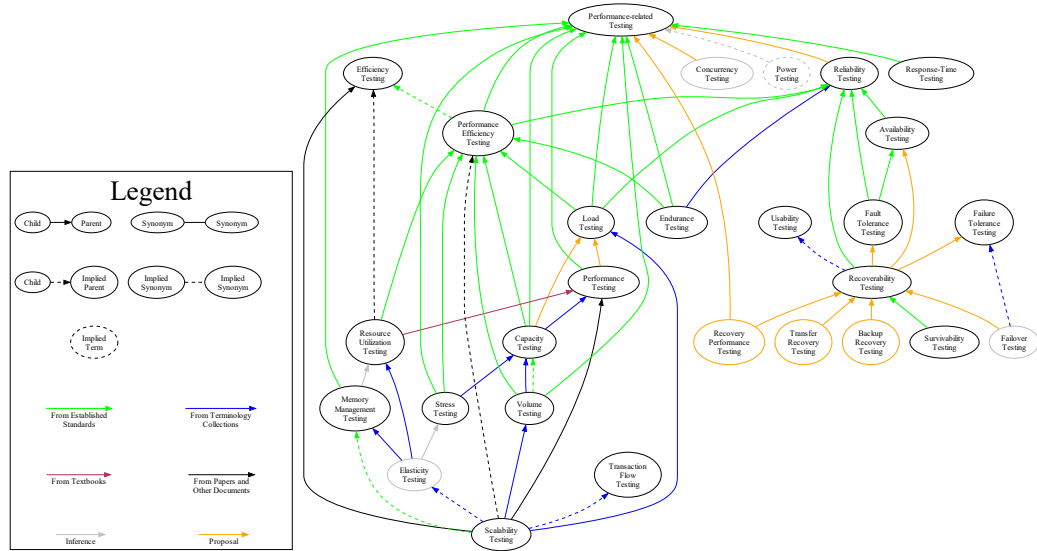 Performance-related
Testing
Efficiency
Testing
Concurrency
Testing
Power
Testing
Reliability
Testing
Response-Time
Testing
Performance
Efficiency
Testing
Availability
Testing
Legend
Child
Parent
Synonym
Synonym
Child
Implied
Parent
Implied
Synonym
Implied
Synonym
Implied
Term
From Established
Standards
From Terminology
Collections
From Textbooks
From Papers and
Other Documents
Inference
Proposal
Load
Testing
Endurance
Testing
Usability
Testing
Fault
Tolerance
Testing
Failure
Tolerance
Testing
Performance
Testing
Recoverability
Testing
Resource
Utilization
Testing
Capacity
Testing
Recovery
Performance
Testing
Transfer
Recovery
Testing
Backup
Recovery
Testing
Survivability
Testing
Failover
Testing
Memory
Management
Testing
Stress
Testing
Volume
Testing
Elasticity
Testing
Transaction
Flow
Testing
Scalability
Testing